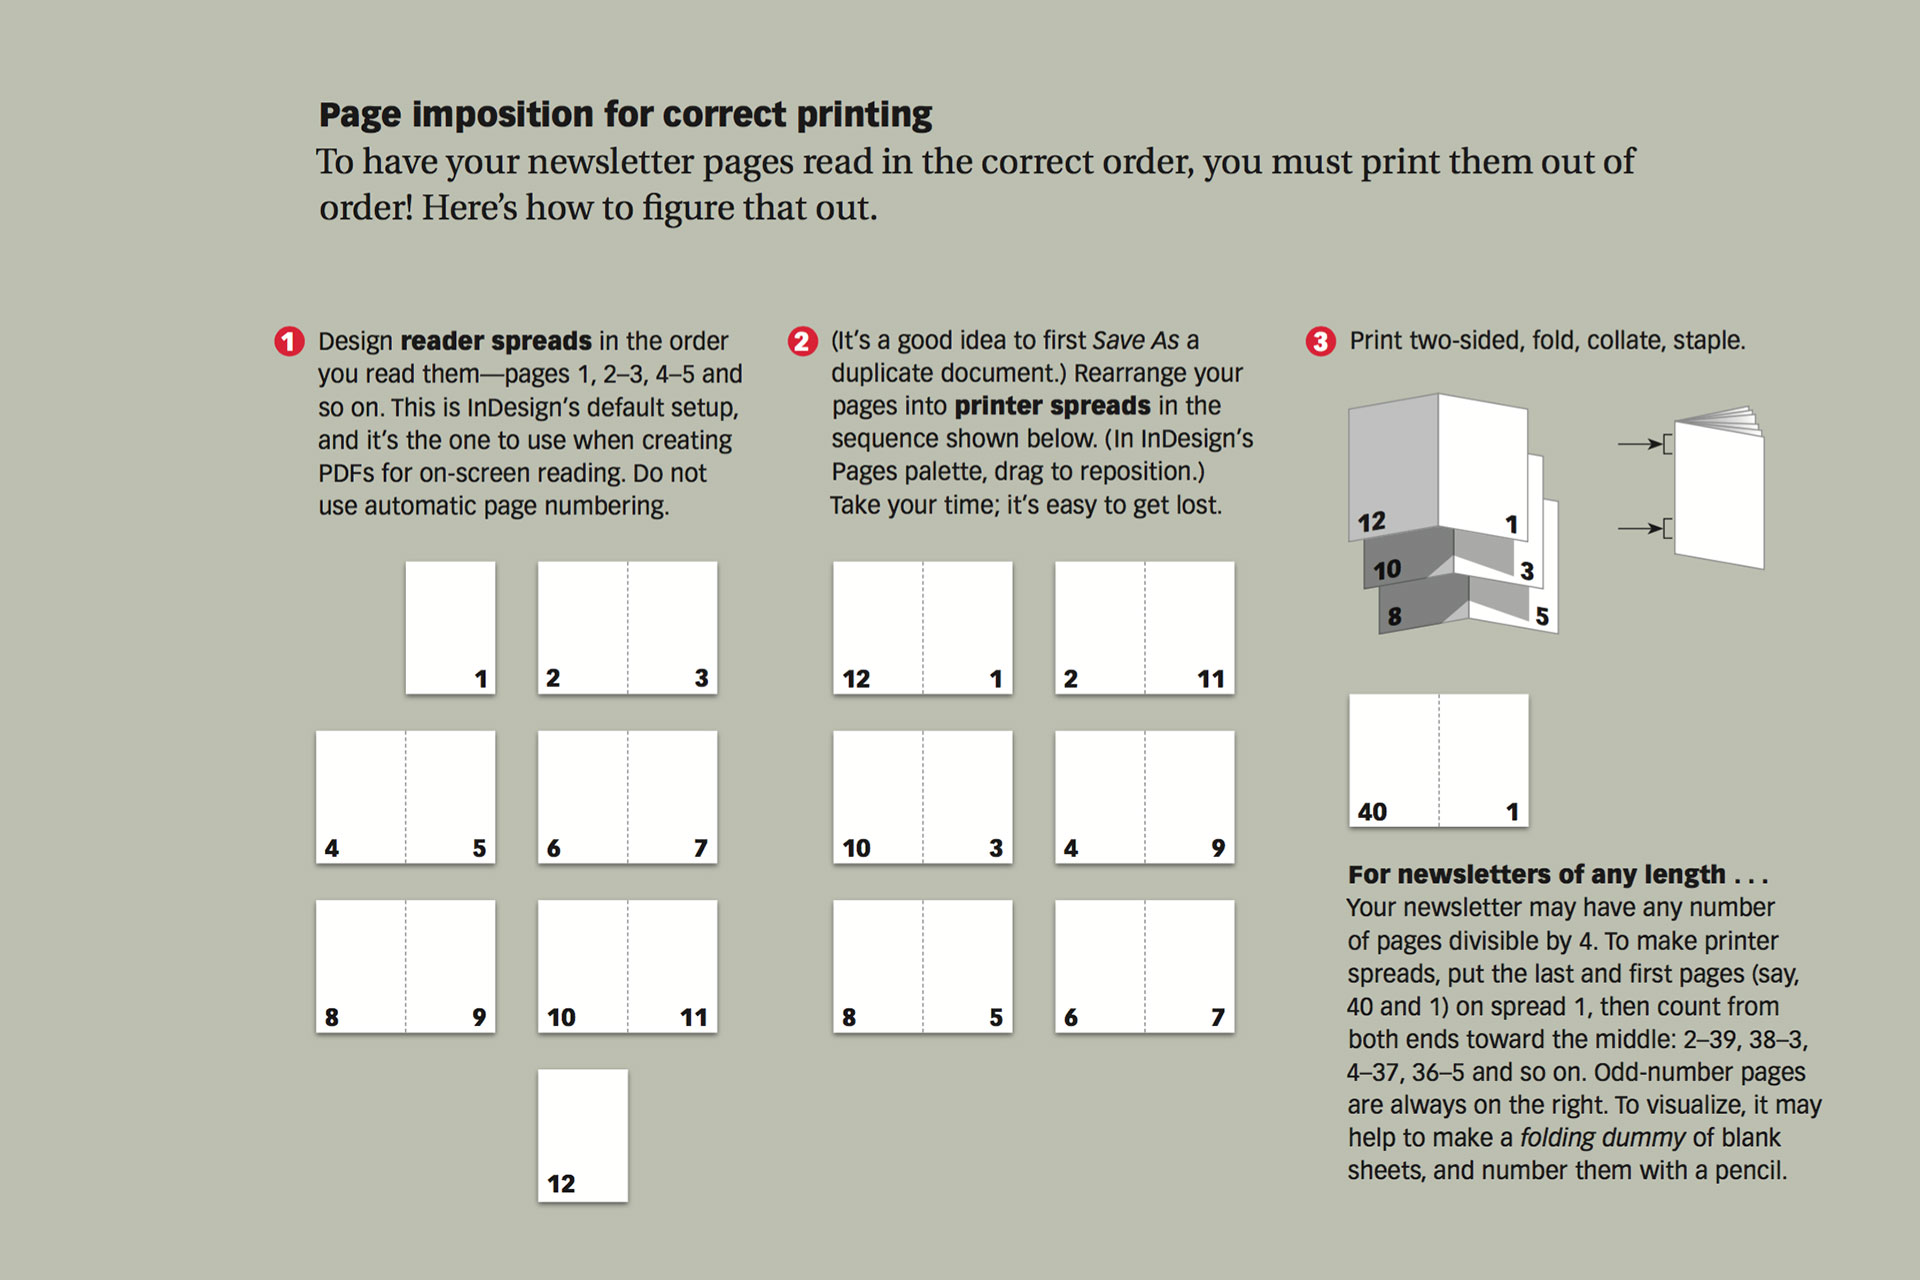 Page imposition for correct printing
To have your newsletter pages read in the correct order, you must print them out of
order! Here’s how to figure that out.
1 Design reader spreads in the order
you read them—pages 1, 2–3, 4–5 and
so on. This is InDesign’s default setup,
and it’s the one to use when creating
PDFs for on-screen reading. Do not
use automatic page numbering.
1
2 3
4 5
6 7
8 9
10 11
12
2 (It’s a good idea to first Save As a
duplicate document.) Rearrange your
pages into printer spreads in the
sequence shown below. (In InDesign’s
Pages palette, drag to reposition.)
Take your time; it’s easy to get lost.
12 1
2 11
10 3
4 9
8 5
6 7
3 Print two-sided, fold, collate, staple.
12 1
10 3
8 5
40 1
For newsletters of any length . . .
Your newsletter may have any number
of pages divisible by 4. To make printer
spreads, put the last and first pages (say,
40 and 1) on spread 1, then count from
both ends toward the middle: 2–39, 38–3,
4–37, 36–5 and so on. Odd-number pages
are always on the right. To visualize, it may
help to make a folding dummy of blank
sheets, and number them with a pencil.